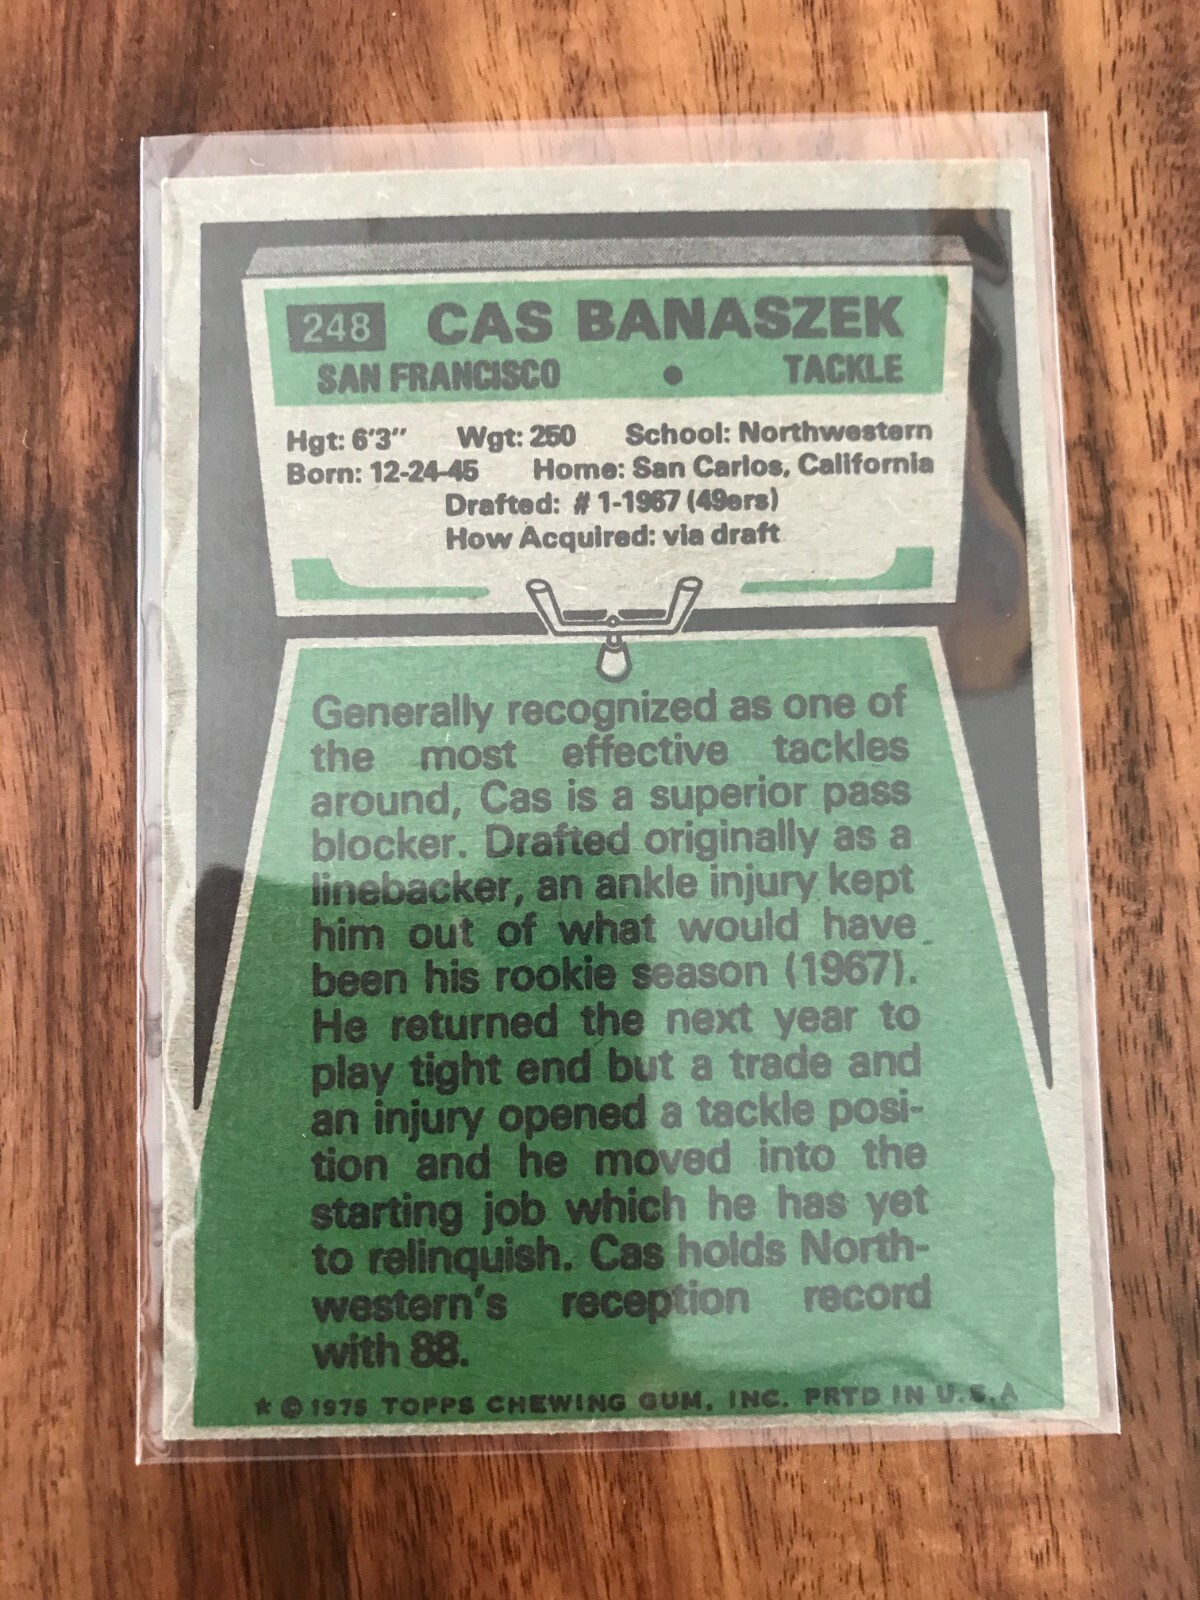 248 CAS BANASZEK
SAN FRANCISCO • TACKLE
Hgt: 6'3" Wgt: 250 School: Northwestern
Born: 12-24-45 Home: San Carlos, California
Drafted: # 1-1967 (49ers)
How Acquired: via draft
Generally recognized as one of
the most effective tackles
around, Cas is a superior pass
blocker. Drafted originally as a
linebacker, an ankle injury kept
him out of what would have
been his rookie season (1967).
He returned the next year to
play tight end but a trade and
an injury opened a tackle posi-
tion and he moved into the
starting job which he has yet
to relinquish. Cas holds North-
western's reception record
with 88.
★ © 1975 TOPPS CHEWING GUM, INC. PRTD IN U.S.A